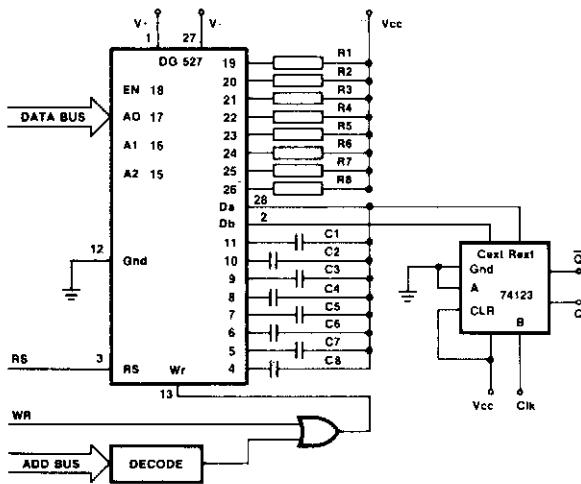 V+ V- Vcc
1 27
DG 527
19 R1
20 R2
EN 18 21 R3
DATA BUS AO 17 22 R4
23 R5
A1 16 24 R6
25 R7
A2 15 26 R8
Da 28
Db 2
11 C1
12 Gnd 10 C2
9 C3
8 C4
7 C5
6 C6
5 C7
4 C8
Cext Rext
Gnd Q
A 74123
CLR Q
B
Vcc Clk
RS 3 RS Wr
13
WR
ADD BUS DECODE